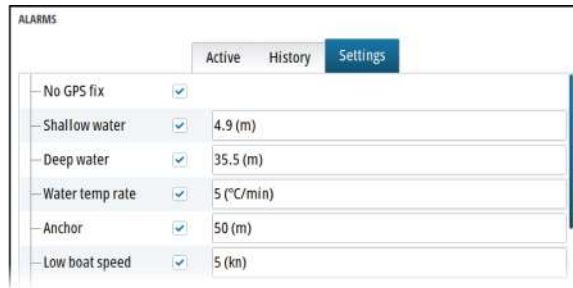 ALARMS
Active History Settings
No GPS fix
Shallow water 4.9 (m)
Deep water 35.5 (m)
Water temp rate 5 (°C/min)
Anchor 50 (m)
Low boat speed 5 (kn)